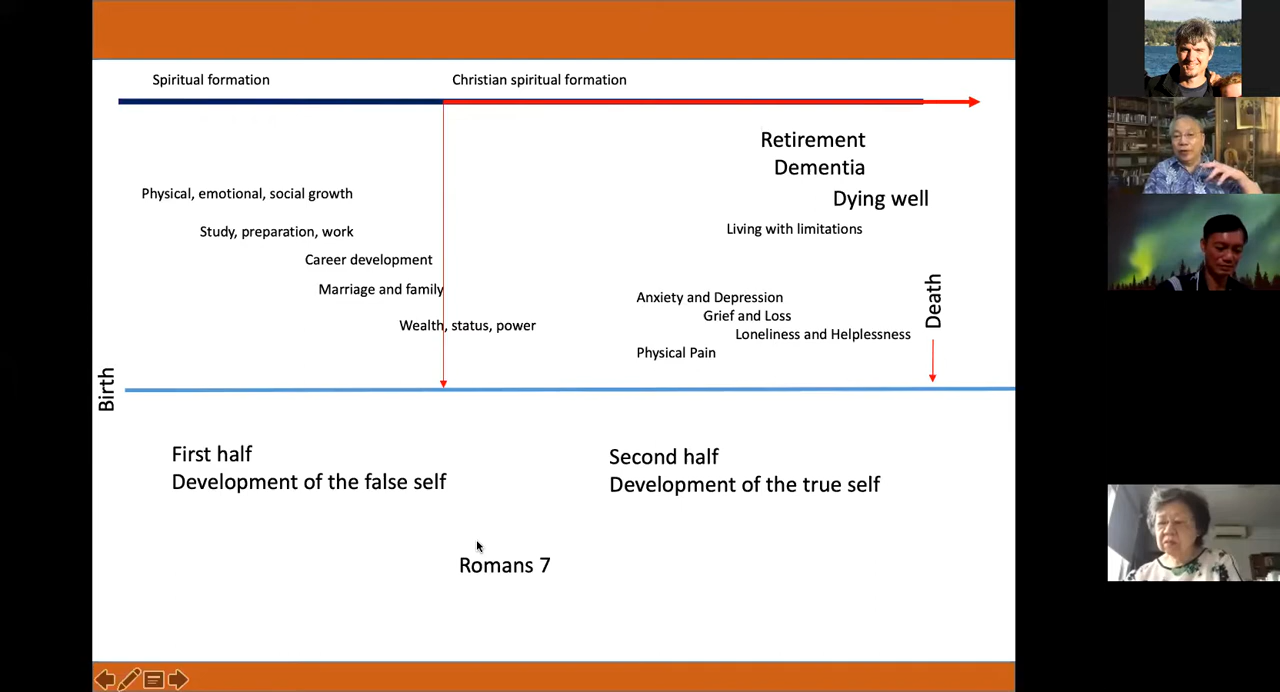 Spiritual formation
Christian spiritual formation
Retirement
Dementia
Dying well
Physical, emotional, social growth
Living with limitations
Study, preparation, work
Career development
Marriage and family
Anxiety and Depression
Grief and Loss
Wealth, status, power
Loneliness and Helplessness
Physical Pain
Death
Birth
First half
Development of the false self
Second half
Development of the true self
Romans 7